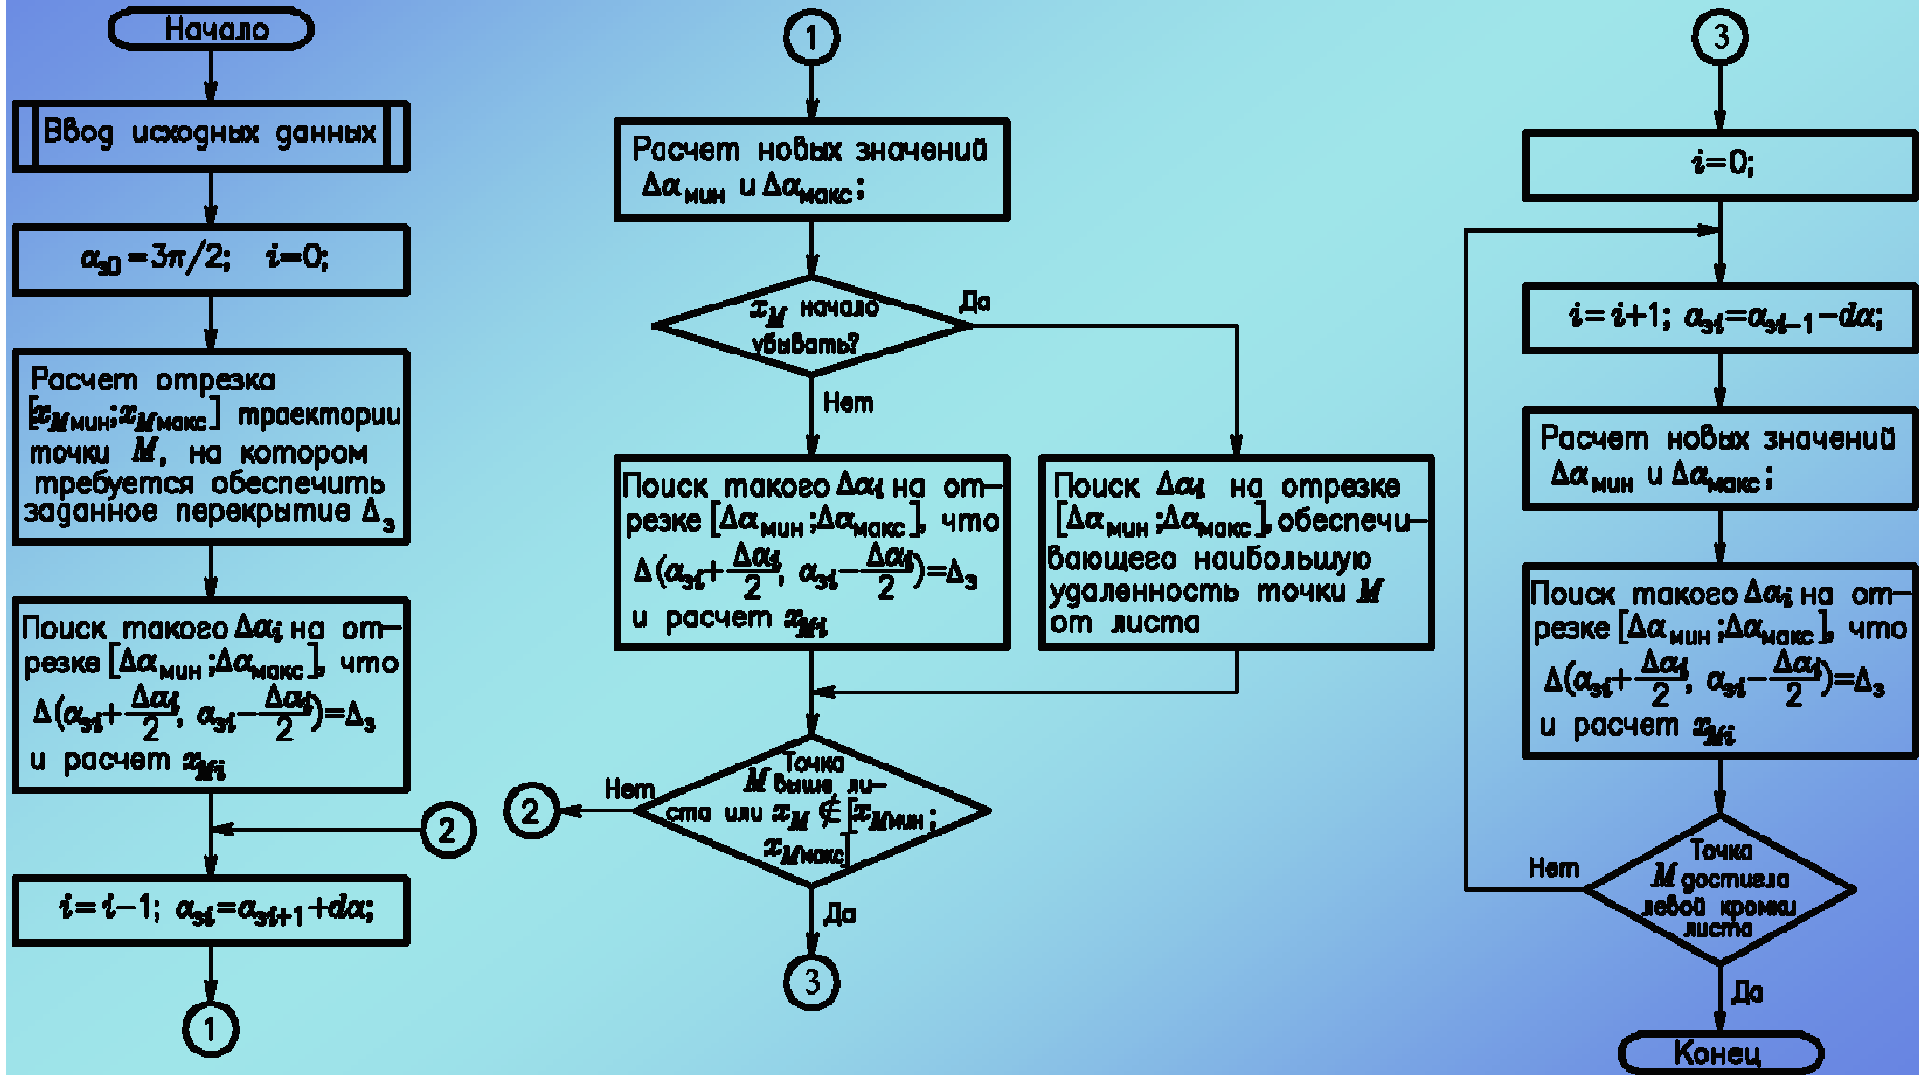 Начало
Ввод исходных данных
α_з0 = 3π/2; i=0;
Расчет отрезка
[x_Mмин; x_Mмакс] траектории
точки M, на котором
требуется обеспечить
заданное перекрытие Δ_з
Поиск такого Δα_i на от-
резке [Δα_мин; Δα_макс], что
Δ(α_зi + Δα_i/2, α_зi − Δα_i/2) = Δ_з
и расчет x_Mi
2
i = i−1; α_зi = α_зi+1 + dα;
1
1
Расчет новых значений
Δα_мин и Δα_макс;
x_M начало
убывать?
Да
Нет
Поиск такого Δα_i на от-
резке [Δα_мин; Δα_макс], что
Δ(α_зi + Δα_i/2, α_зi − Δα_i/2) = Δ_з
и расчет x_Mi
Поиск Δα_i на отрезке
[Δα_мин; Δα_макс], обеспечи-
вающего наибольшую
удаленность точки M
от листа
Точка
M выше ли-
ста или x_M ∉ [x_Mмин;
x_Mмакс]
Нет
2
Да
3
3
i=0;
i = i+1; α_зi = α_зi−1 − dα;
Расчет новых значений
Δα_мин и Δα_макс;
Поиск такого Δα_i на от-
резке [Δα_мин; Δα_макс], что
Δ(α_зi + Δα_i/2, α_зi − Δα_i/2) = Δ_з
и расчет x_Mi
Точка
M достигла
левой кромки
листа
Нет
Да
Конец